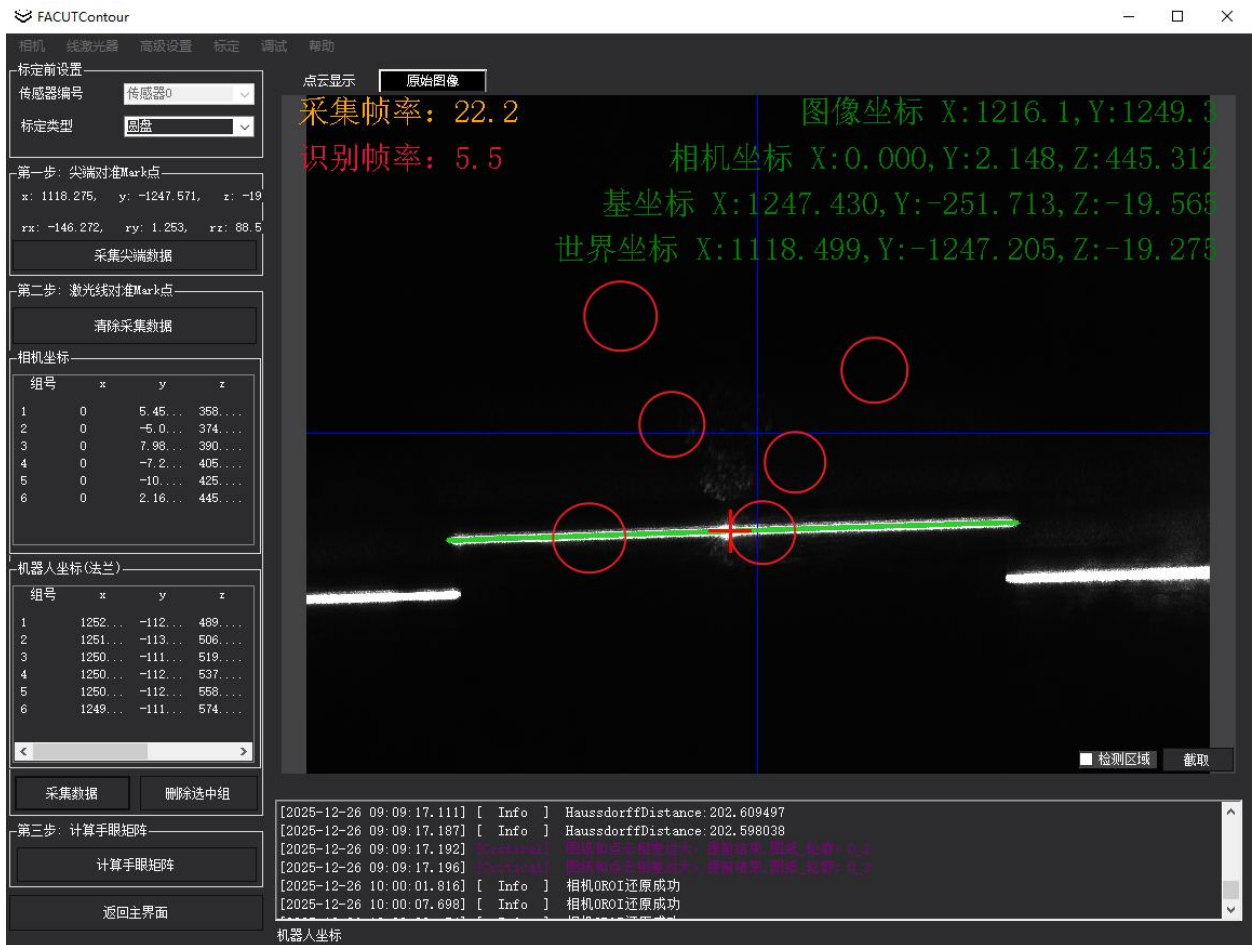 FACUTContour
相机 线激光器 高级设置 标定 调试 帮助
标定前设置
传感器编号 传感器0
标定类型 圆盘
第一步: 尖端对准Mark点
x: 1118.275, y: -1247.571, z: -19
rx: -146.272, ry: 1.253, rz: 88.5
采集尖端数据
第二步: 激光线对准Mark点
清除采集数据
相机坐标
组号 x y z
1 0 5.45... 358....
2 0 -5.0... 374....
3 0 7.98... 390....
4 0 -7.2... 405....
5 0 -10.... 425....
6 0 2.16... 445....
机器人坐标(法兰)
组号 x y z
1 1252... -112... 489....
2 1251... -113... 506....
3 1250... -111... 519....
4 1250... -112... 537....
5 1250... -112... 558....
6 1249... -111... 574....
采集数据 删除选中组
第三步: 计算手眼矩阵
计算手眼矩阵
返回主界面
点云显示 原始图像
采集帧率: 22.2
识别帧率: 5.5
图像坐标 X:1216.1,Y:1249.3
相机坐标 X:0.000,Y:2.148,Z:445.312
基坐标 X:1247.430,Y:-251.713,Z:-19.565
世界坐标 X:1118.499,Y:-1247.205,Z:-19.275
检测区域 截取
[2025-12-26 09:09:17.111] [ Info ] HaussdorffDistance:202.609497
[2025-12-26 09:09:17.187] [ Info ] HaussdorffDistance:202.598038
[2025-12-26 09:09:17.192] [Critical]
[2025-12-26 09:09:17.196] [Critical]
[2025-12-26 10:00:01.816] [ Info ] 相机0ROI还原成功
[2025-12-26 10:00:07.698] [ Info ] 相机0ROI还原成功
机器人坐标